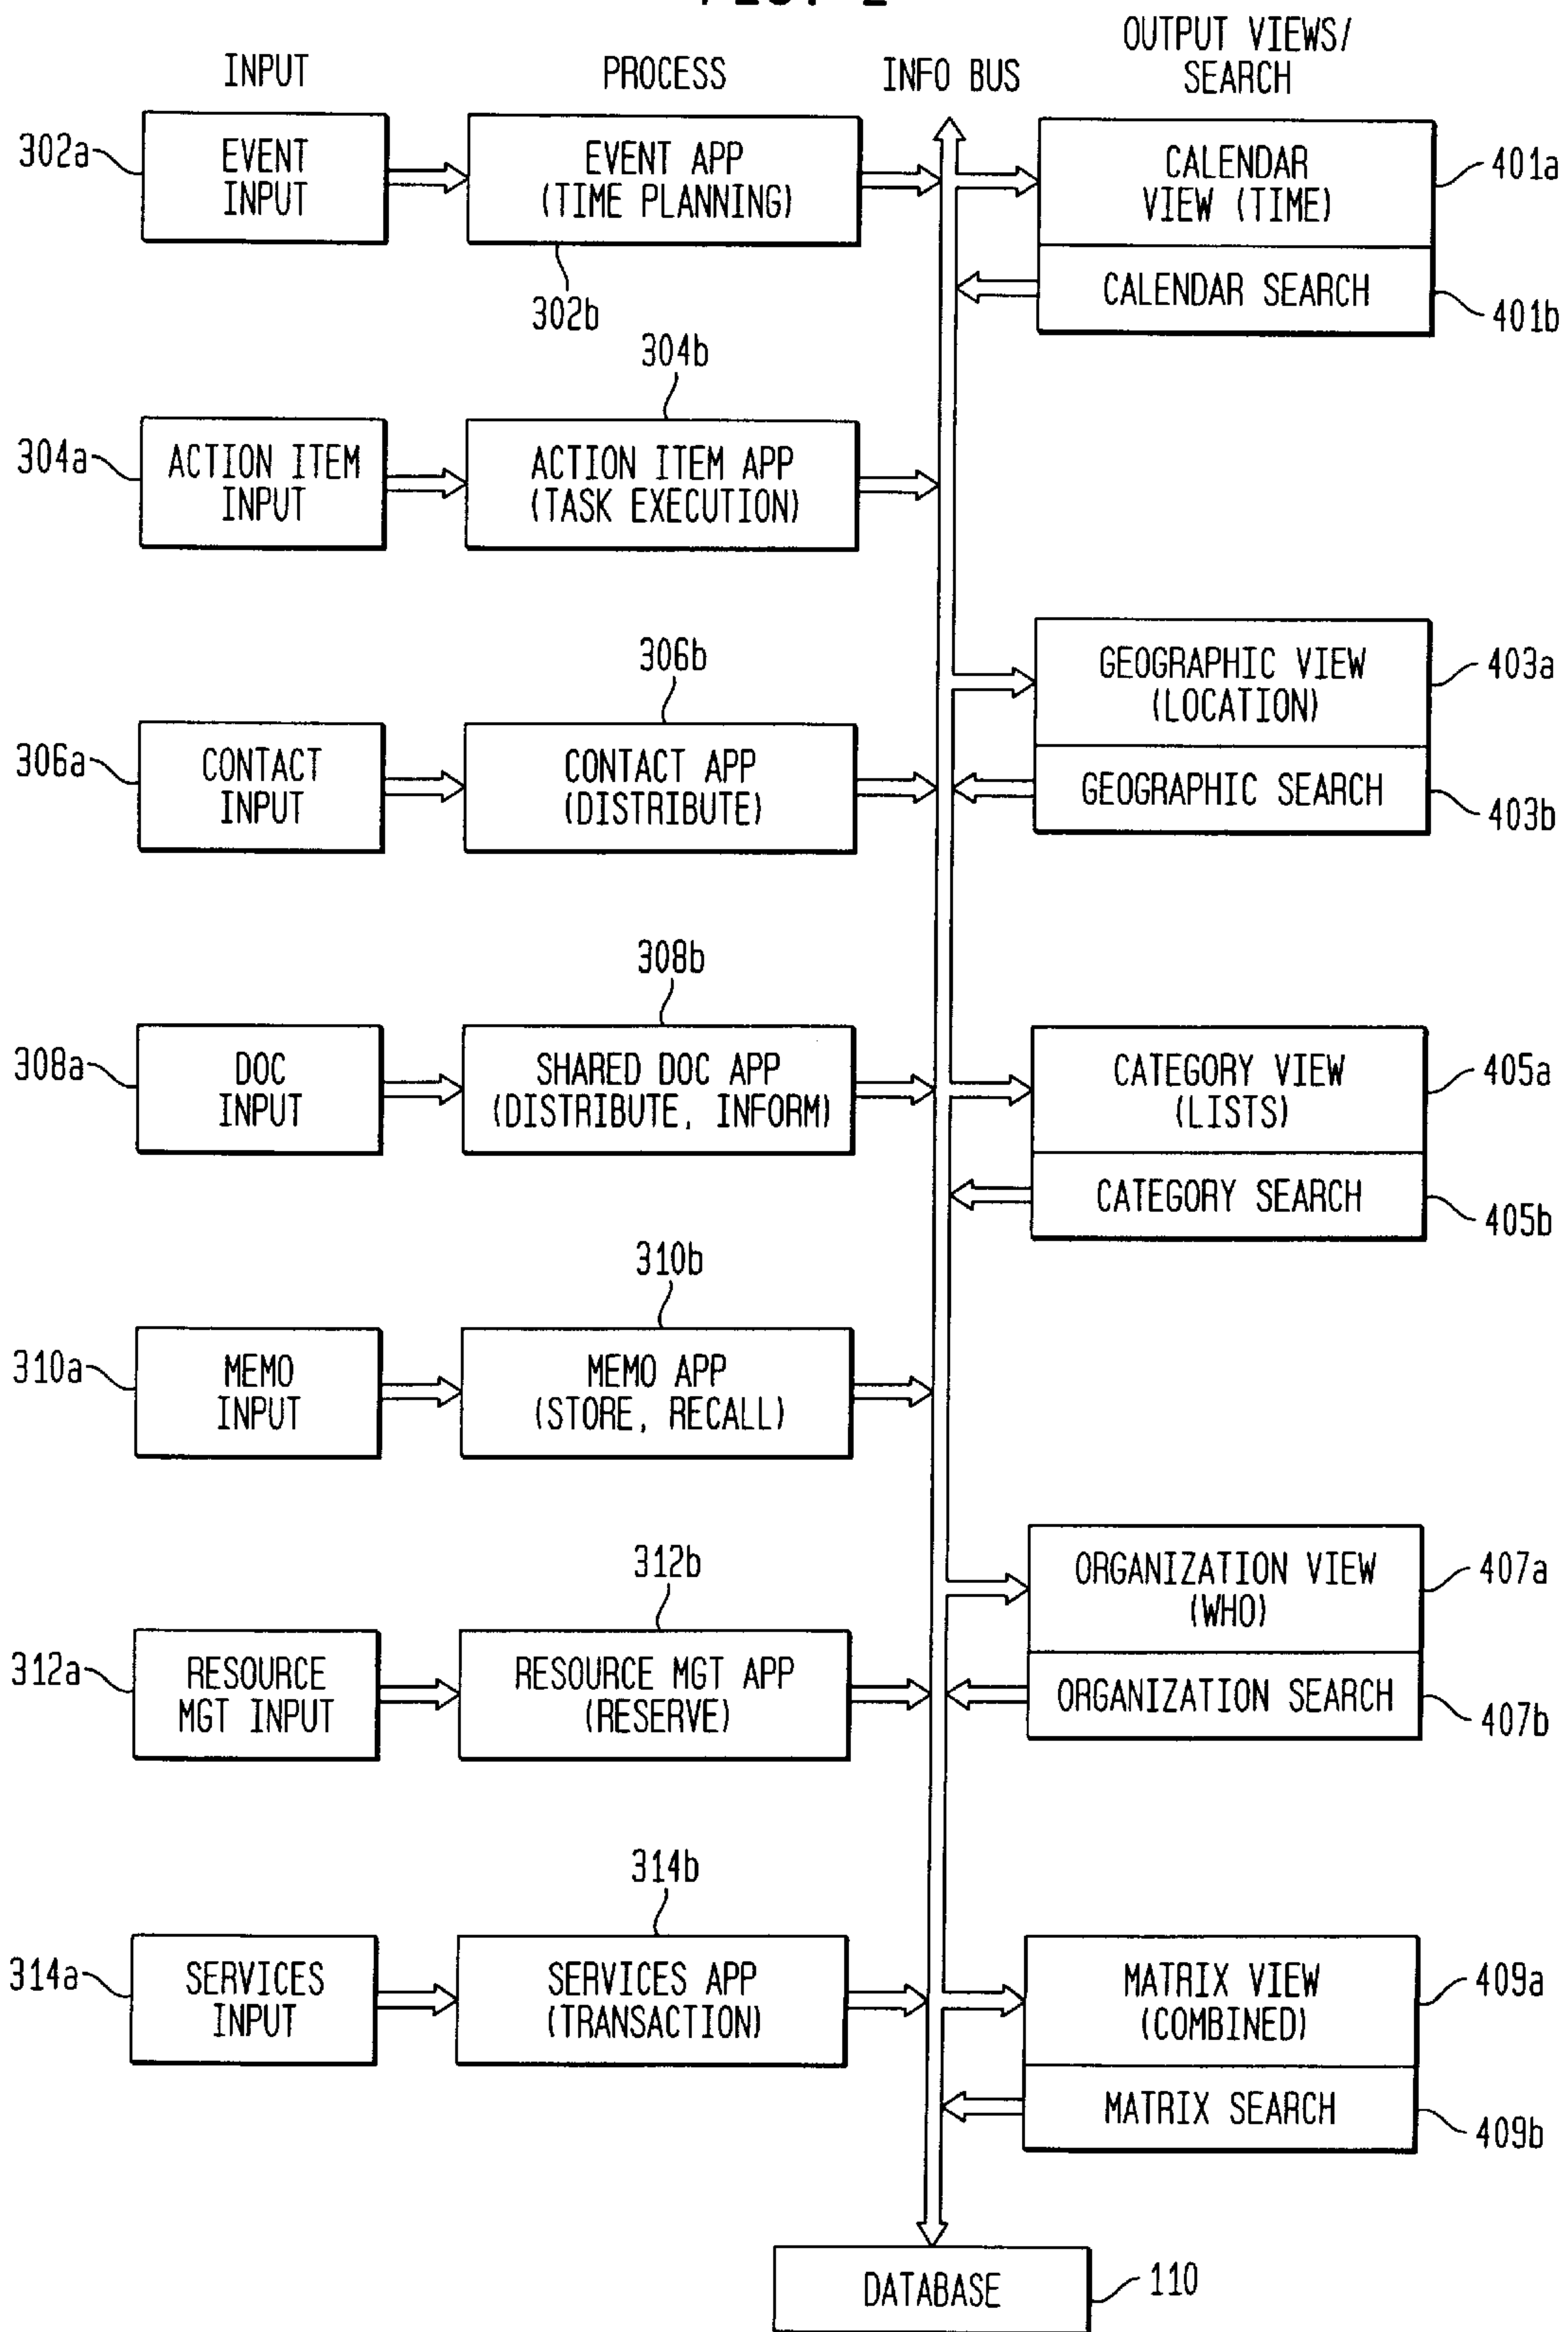 INPUT
PROCESS
INFO BUS
OUTPUT VIEWS/
SEARCH
302a
EVENT
INPUT
EVENT APP
(TIME PLANNING)
302b
CALENDAR
VIEW (TIME)
401a
CALENDAR SEARCH
401b
304a
ACTION ITEM
INPUT
304b
ACTION ITEM APP
(TASK EXECUTION)
GEOGRAPHIC VIEW
(LOCATION)
403a
GEOGRAPHIC SEARCH
403b
306a
CONTACT
INPUT
306b
CONTACT APP
(DISTRIBUTE)
308a
DOC
INPUT
308b
SHARED DOC APP
(DISTRIBUTE, INFORM)
CATEGORY VIEW
(LISTS)
405a
CATEGORY SEARCH
405b
310a
MEMO
INPUT
310b
MEMO APP
(STORE, RECALL)
ORGANIZATION VIEW
(WHO)
407a
ORGANIZATION SEARCH
407b
312a
RESOURCE
MGT INPUT
312b
RESOURCE MGT APP
(RESERVE)
314a
SERVICES
INPUT
314b
SERVICES APP
(TRANSACTION)
MATRIX VIEW
(COMBINED)
409a
MATRIX SEARCH
409b
DATABASE
110